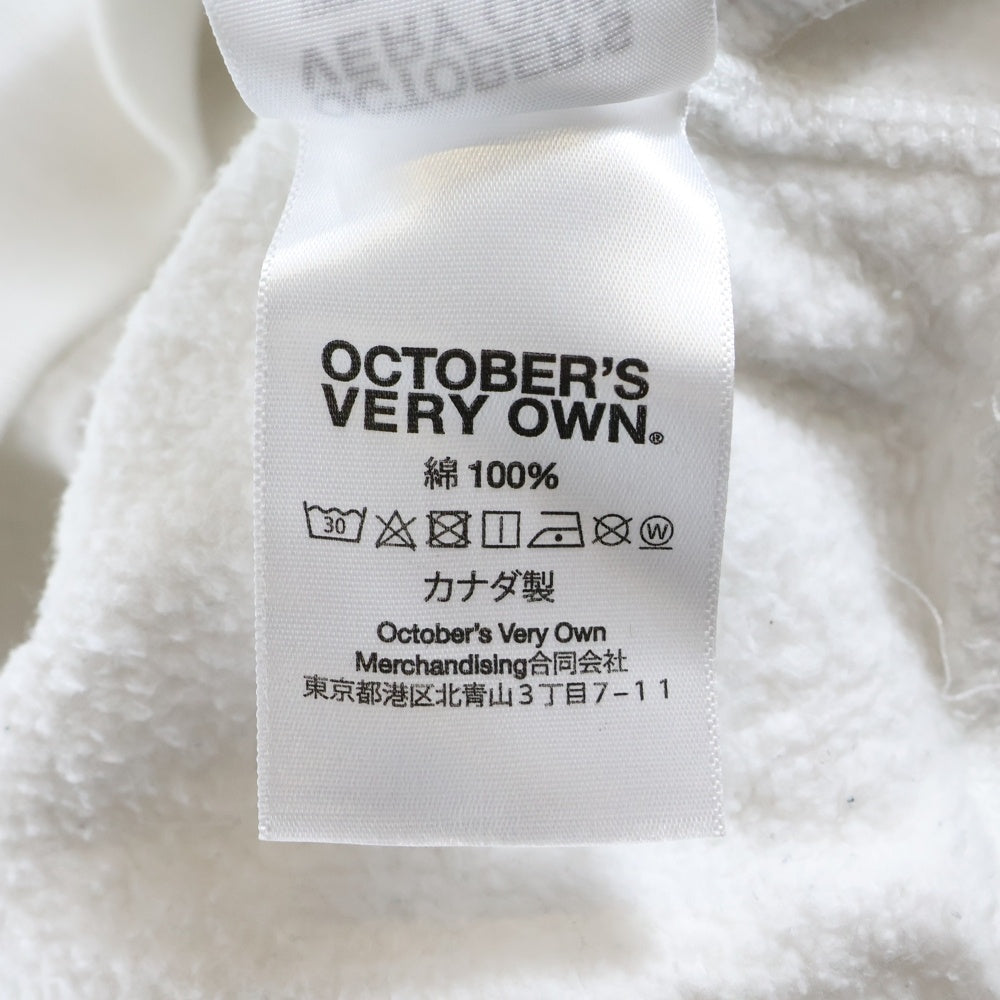 OCTOBER'S
VERY OWN®
綿 100%
30 W
カナダ製
October's Very Own
Merchandising合同会社
東京都港区北青山3丁目7−11